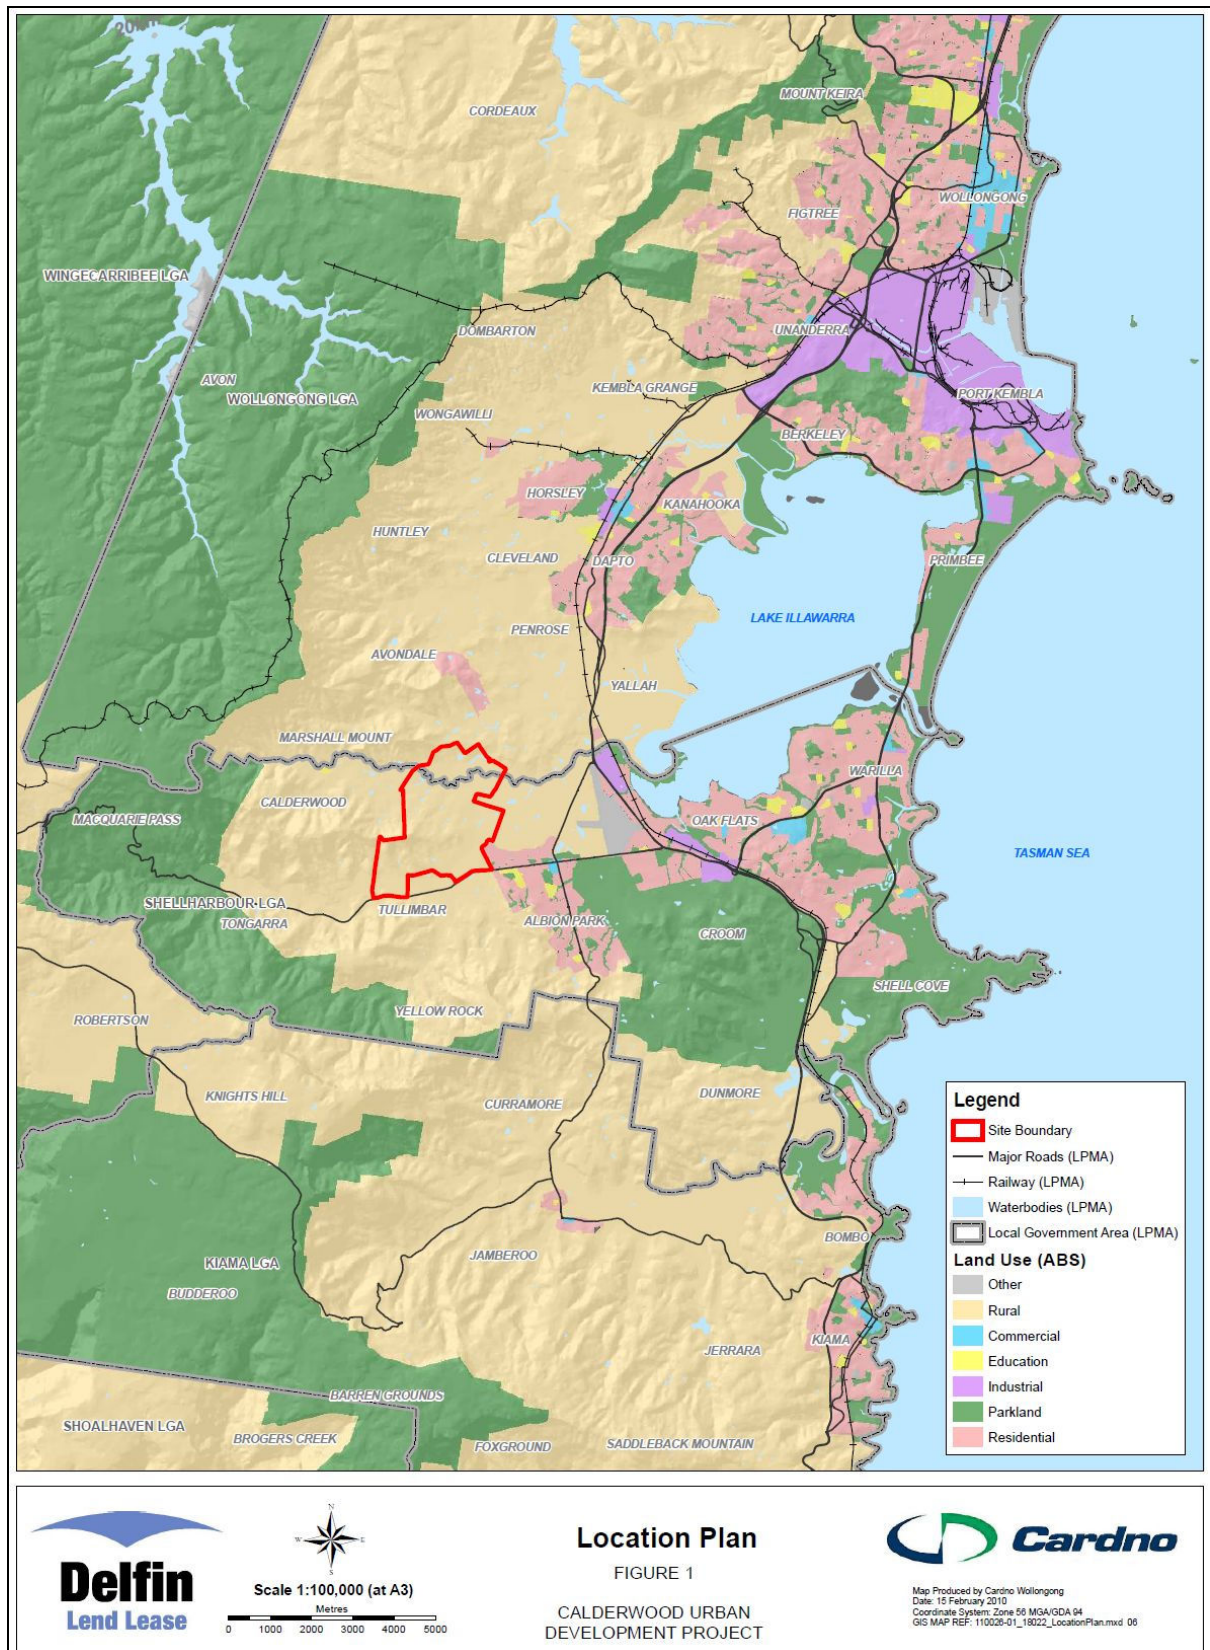 CORDEAUX
MOUNT KEIRA
WOLLONGONG
FIGTREE
WINGECARRIBEE LGA
DOMBARTON
UNANDERRA
AVON
WOLLONGONG LGA
KEMBLA GRANGE
PORT KEMBLA
WONGAWILLI
BERKELEY
HORSLEY
KANAHOOKA
HUNTLEY
CLEVELAND
DAPTO
PRIMBEE
LAKE ILLAWARRA
PENROSE
AVONDALE
YALLAH
MARSHALL MOUNT
WARILLA
CALDERWOOD
MACQUARIE PASS
OAK FLATS
TASMAN SEA
SHELLHARBOUR LGA
TULLIMBAR
TONGARRA
ALBION PARK
CROOM
SHELL COVE
YELLOW ROCK
ROBERTSON
KNIGHTS HILL
CURRAMORE
DUNMORE
BOMBO
JAMBEROO
KIAMA LGA
BUDDEROO
KIAMA
JERRARA
BARREN GROUNDS
SHOALHAVEN LGA
BROGERS CREEK
FOXGROUND
SADDLEBACK MOUNTAIN
Legend
Site Boundary
Major Roads (LPMA)
Railway (LPMA)
Waterbodies (LPMA)
Local Government Area (LPMA)
Land Use (ABS)
Other
Rural
Commercial
Education
Industrial
Parkland
Residential
Delfin
Lend Lease
N
W E
S
Scale 1:100,000 (at A3)
Metres
0 1000 2000 3000 4000 5000
Location Plan
FIGURE 1
CALDERWOOD URBAN
DEVELOPMENT PROJECT
Cardno
Map Produced by Cardno Wollongong
Date: 15 February 2010
Coordinate System: Zone 56 MGA/GDA 94
GIS MAP REF: 110026-01_18022_LocationPlan.mxd 06